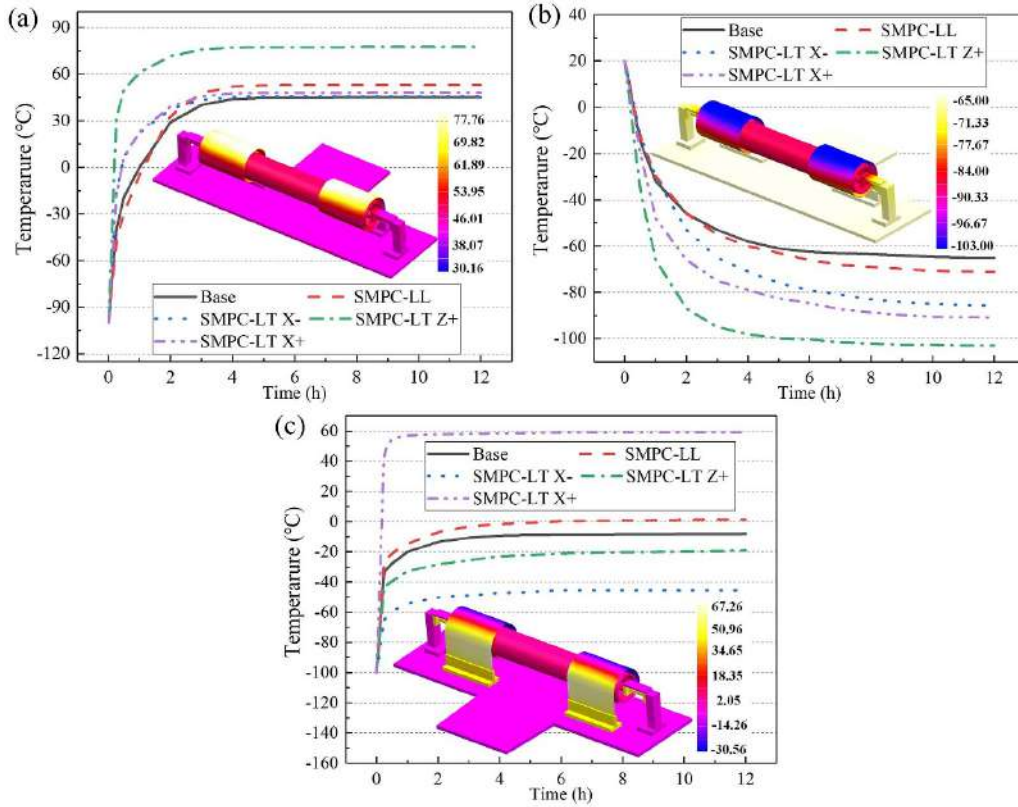 (a)
90
60
30
0
-30
-60
-90
-120
Temperarure (°C)
0 2 4 6 8 10 12
Time (h)
77.76
69.82
61.89
53.95
46.01
38.07
30.16
Base SMPC-LL
SMPC-LT X- SMPC-LT Z+
SMPC-LT X+
(b)
40
20
0
-20
-40
-60
-80
-100
Temperarure (°C)
0 2 4 6 8 10 12
Time (h)
Base SMPC-LL
SMPC-LT X- SMPC-LT Z+
SMPC-LT X+
-65.00
-71.33
-77.67
-84.00
-90.33
-96.67
-103.00
(c)
60
40
20
0
-20
-40
-60
-80
-100
-120
-140
-160
Temperarure (°C)
0 2 4 6 8 10 12
Time (h)
Base SMPC-LL
SMPC-LT X- SMPC-LT Z+
SMPC-LT X+
67.26
50.96
34.65
18.35
2.05
-14.26
-30.56